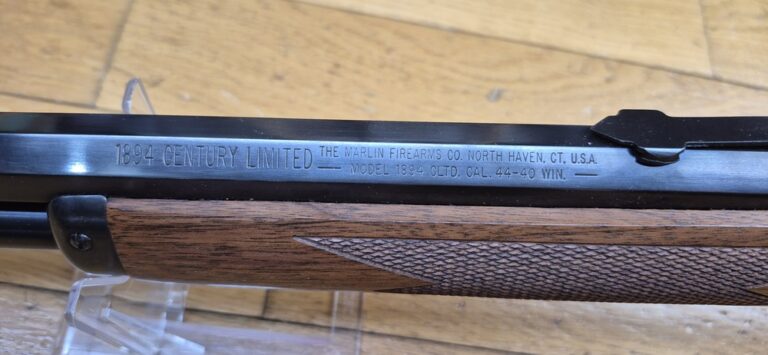 1894 CENTURY LIMITED
THE MARLIN FIREARMS CO. NORTH HAVEN, CT. U.S.A.
— MODEL 1894 CLTD. CAL. 44-40 WIN. —